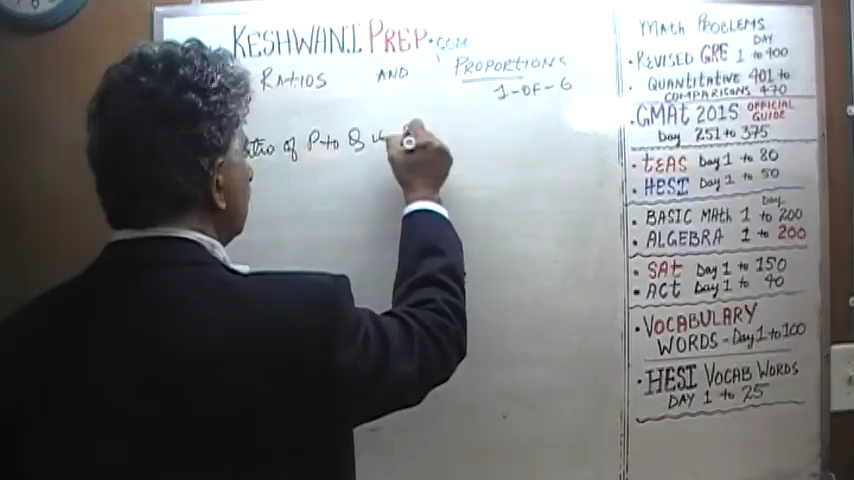 KESHWANI PREP.COM
RATIOS AND PROPORTIONS
1-OF-6
of P to Q
MATH PROBLEMS
DAY
• REVISED GRE 1 to 400
• QUANTITATIVE 401 to
COMPARISONS 470
• GMAT 2015 OFFICIAL GUIDE
Day 251 to 375
• TEAS Day 1 to 80
• HESI Day 1 to 50
Day
• BASIC MATH 1 to 200
• ALGEBRA 1 to 200
• SAT Day 1 to 150
• ACT Day 1 to 40
• VOCABULARY
WORDS - Day 1 to 100
• HESI VOCAB WORDS
DAY 1 to 25